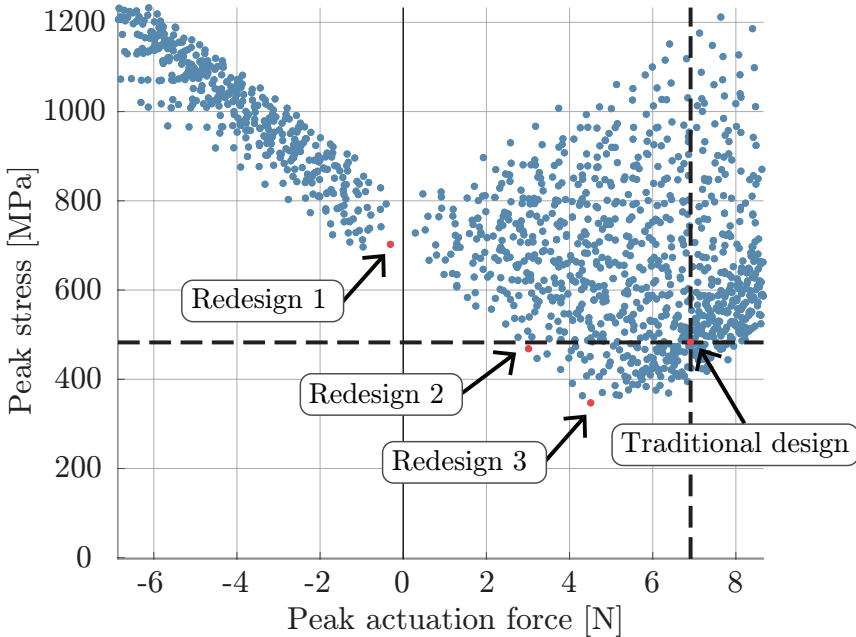 1200
1000
800
600
400
200
0
Peak stress [MPa]
Redesign 1
Redesign 2
Redesign 3
Traditional design
-6 -4 -2 0 2 4 6 8
Peak actuation force [N]